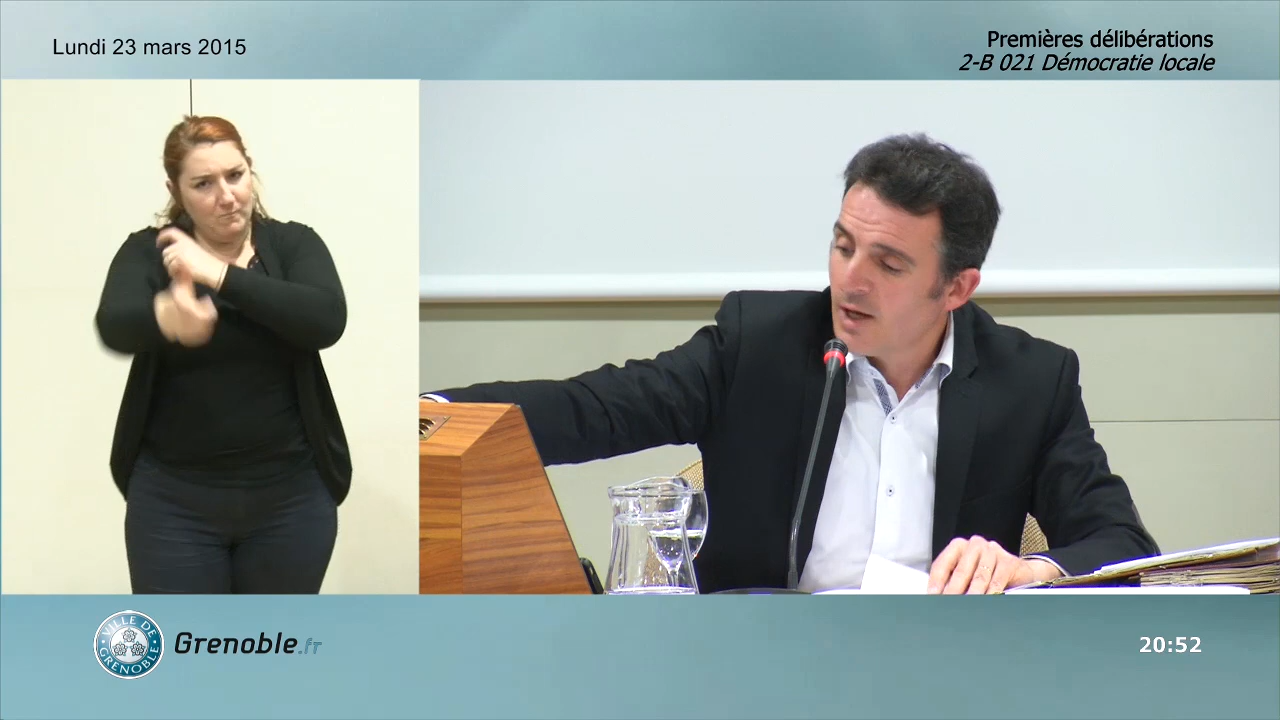 Lundi 23 mars 2015
Premières délibérations
2-B 021 Démocratie locale
VILLE DE
GRENOBLE
Grenoble.fr
20:52